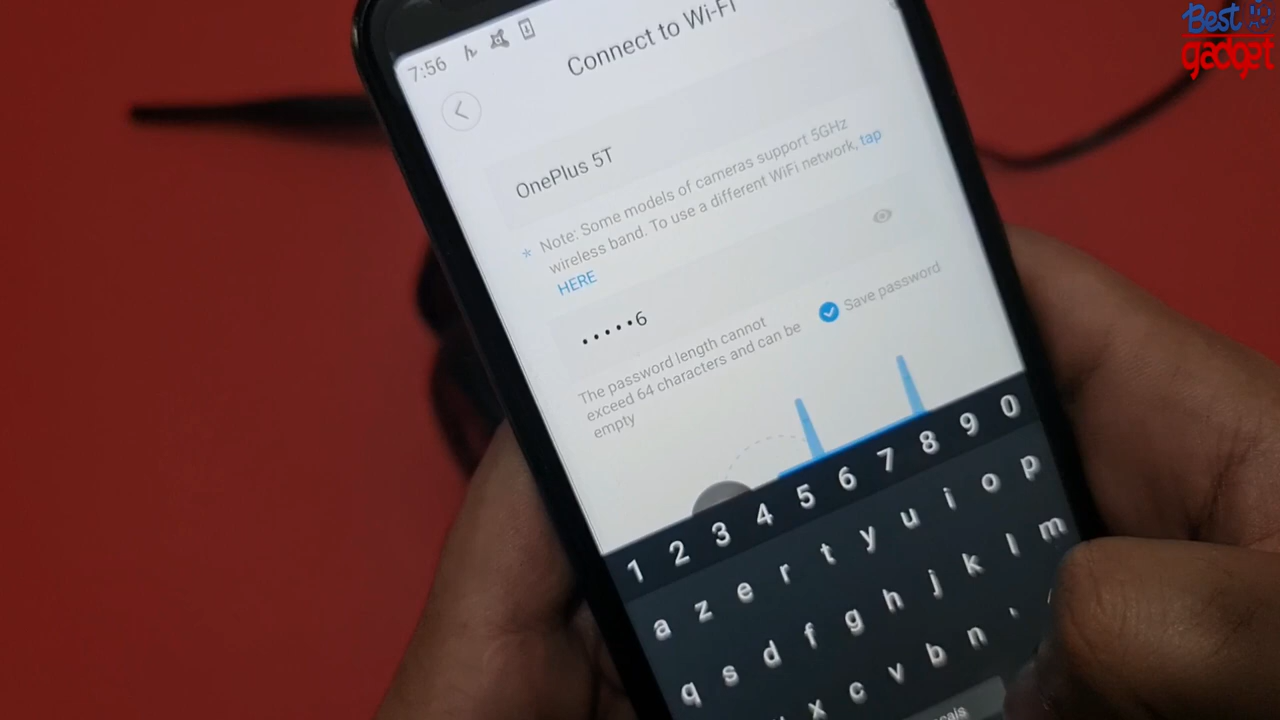 Best
gadget
7:56
Connect to Wi-Fi
OnePlus 5T
* Note: Some models of cameras support 5GHz
wireless band. To use a different WiFi network, tap
HERE
•••••6
Save password
The password length cannot
exceed 64 characters and can be
empty
1 2 3 4 5 6 7 8 9 0
a z e r t y u i o p
q s d f g h j k l m
x c v b n '